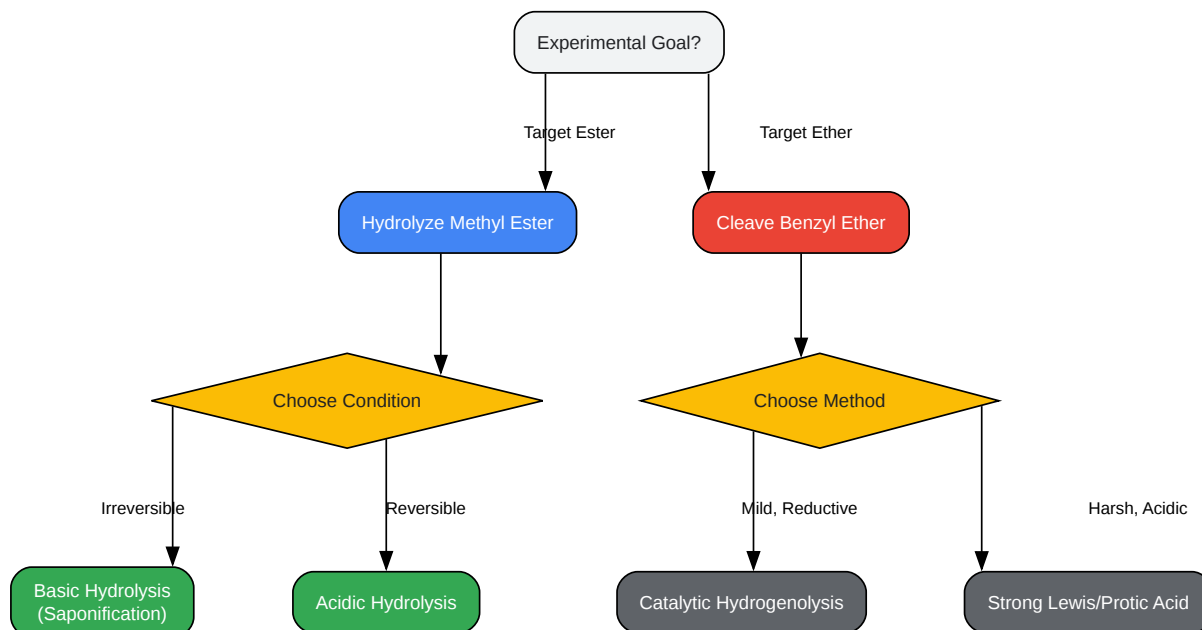 Experimental Goal?
Target Ester
Target Ether
Hydrolyze Methyl Ester
Cleave Benzyl Ether
Choose Condition
Choose Method
Irreversible
Reversible
Mild, Reductive
Harsh, Acidic
Basic Hydrolysis
(Saponification)
Acidic Hydrolysis
Catalytic Hydrogenolysis
Strong Lewis/Protic Acid